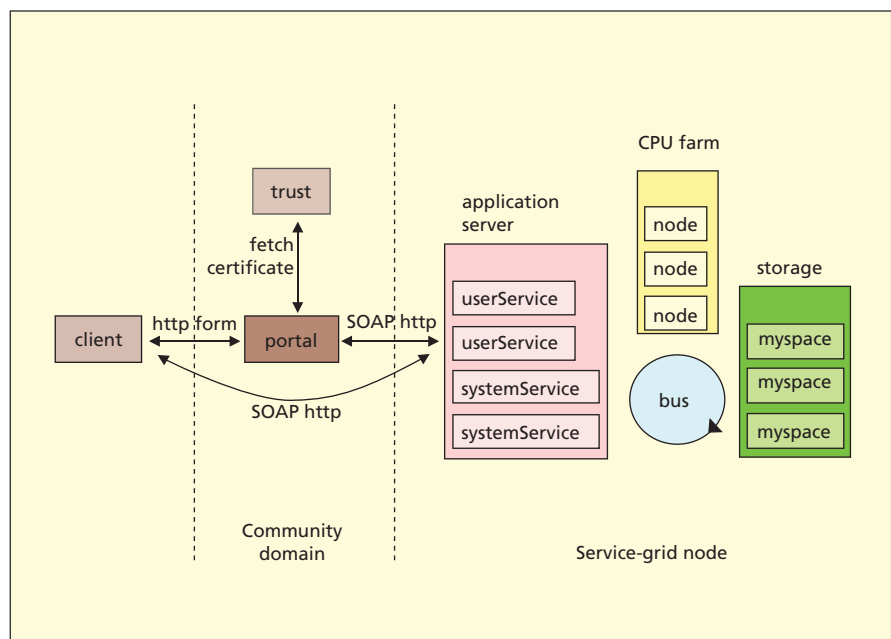 CPU farm
trust
application
server
node
fetch
certificate
node
storage
userService
node
http form
SOAP http
client
portal
userService
myspace
systemService
myspace
bus
SOAP http
systemService
myspace
Community
domain
Service-grid node